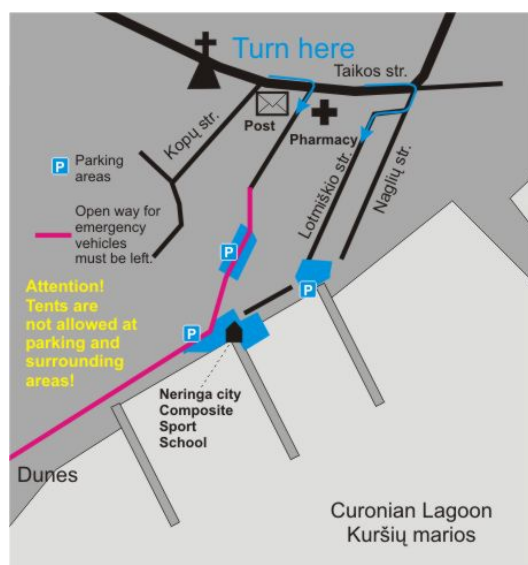 Turn here
Taikos str.
Post
Pharmacy
Kopų str.
Lotmiškio str.
Naglių str.
P Parking
areas
Open way for
emergency
vehicles
must be left.
Attention!
Tents are
not allowed at
parking and
surrounding
areas!
P
P
P
Neringa city
Composite
Sport
School
Dunes
Curonian Lagoon
Kuršių marios